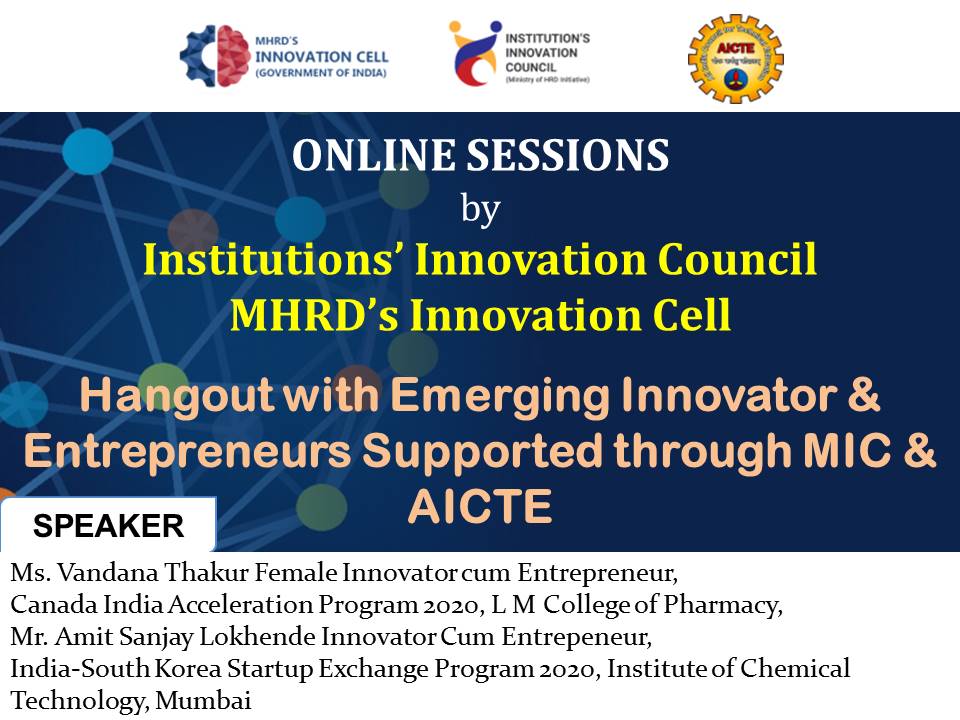 MHRD'S
INNOVATION CELL
(GOVERNMENT OF INDIA)
INSTITUTION'S
INNOVATION
COUNCIL
(Ministry of HRD Initiative)
AICTE
ONLINE SESSIONS
by
Institutions’ Innovation Council
MHRD’s Innovation Cell
Hangout with Emerging Innovator &
Entrepreneurs Supported through MIC &
AICTE
SPEAKER
Ms. Vandana Thakur Female Innovator cum Entrepreneur,
Canada India Acceleration Program 2020, L M College of Pharmacy,
Mr. Amit Sanjay Lokhende Innovator Cum Entrepeneur,
India-South Korea Startup Exchange Program 2020, Institute of Chemical
Technology, Mumbai